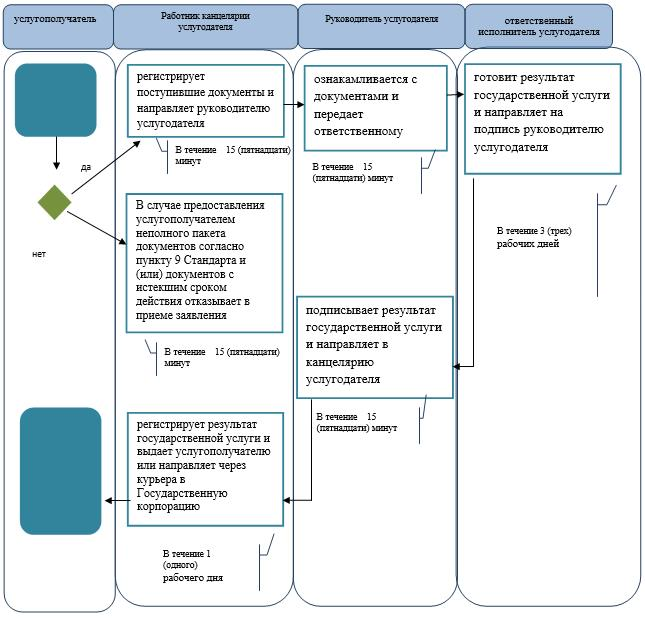 услугополучатель
Работник канцелярии
услугодателя
Руководитель услугодателя
ответственный
исполнитель услугодателя
регистрирует
поступившие документы и
направляет руководителю
услугодателя
ознакамливается с
документами и
передает
ответственному
готовит результат
государственной услуги
и направляет на
подпись руководителю
услугодателя
да
В течение 15 (пятнадцати)
минут
В течение 15
(пятнадцати) минут
В случае предоставления
услугополучателем
неполного пакета
документов согласно
пункту 9 Стандарта и
(или) документов с
истекшим сроком
действия отказывает в
приеме заявления
В течение 3 (трех)
рабочих дней
нет
подписывает результат
государственной услуги
и направляет в
канцелярию
услугодателя
В течение 15 (пятнадцати)
минут
В течение 15
(пятнадцати) минут
регистрирует результат
государственной услуги и
выдает услугополучателю
или направляет через
курьера в
Государственную
корпорацию
В течение 1
(одного)
рабочего дня